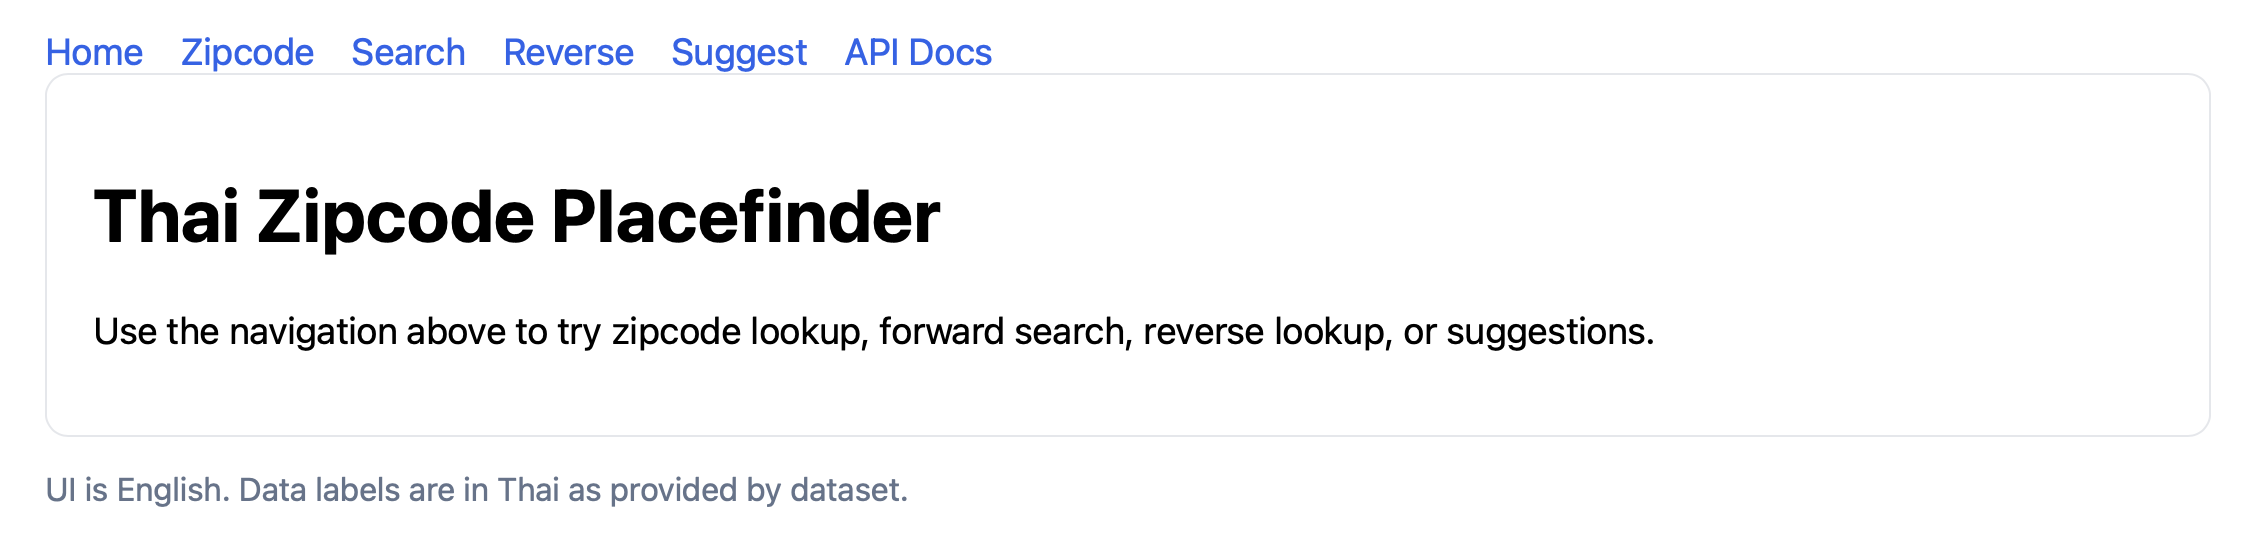 Home Zipcode Search Reverse Suggest API Docs
Thai Zipcode Placefinder
Use the navigation above to try zipcode lookup, forward search, reverse lookup, or suggestions.
UI is English. Data labels are in Thai as provided by dataset.